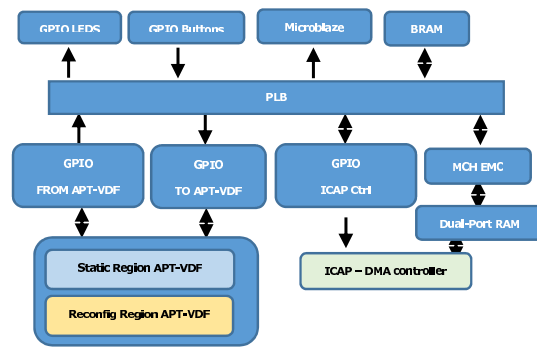 GPIO LEDS
GPIO Buttons
Microblaze
BRAM
PLB
GPIO
FROM APT-VDF
GPIO
TO APT-VDF
GPIO
ICAP Ctrl
MCH EMC
Dual-Port RAM
Static Region APT-VDF
Reconfig Region APT-VDF
ICAP – DMA controller